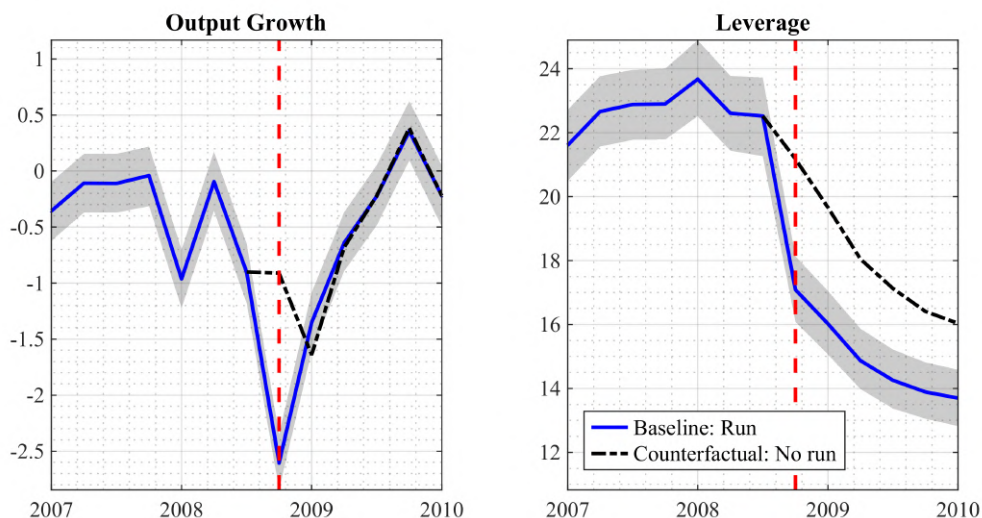 Output Growth
1
0.5
0
-0.5
-1
-1.5
-2
-2.5
2007 2008 2009 2010
Leverage
24
22
20
18
16
14
12
Baseline: Run
Counterfactual: No run
2007 2008 2009 2010